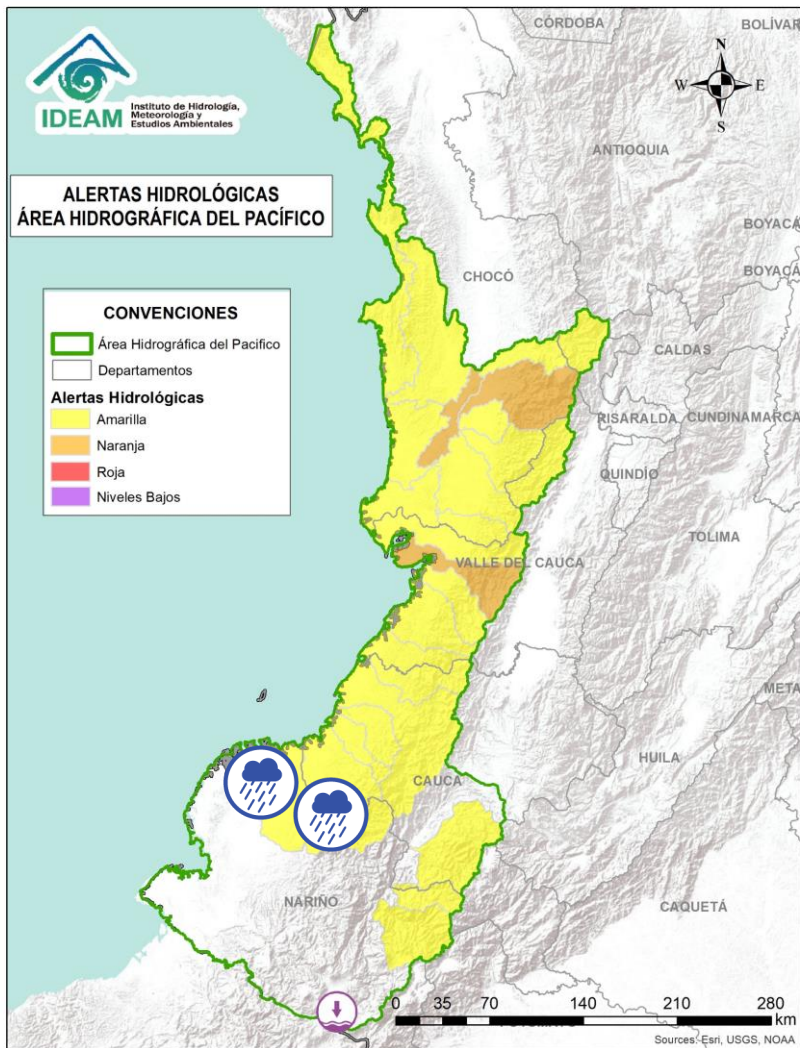 CÓRDOBA
BOLÍVAR
IDEAM
Instituto de Hidrología,
Meteorología y
Estudios Ambientales
N
W
E
S
ANTIOQUIA
ALERTAS HIDROLÓGICAS
ÁREA HIDROGRÁFICA DEL PACÍFICO
BOYACÁ
BOYACÁ
CHOCÓ
CONVENCIONES
Área Hidrográfica del Pacifico
Departamentos
Alertas Hidrológicas
Amarilla
Naranja
Roja
Niveles Bajos
CALDAS
RISARALDA
CUNDINAMARCA
QUINDÍO
TOLIMA
VALLE DEL CAUCA
META
HUILA
CAUCA
NARIÑO
CAQUETÁ
0 35 70 140 210 280
km
Sources: Esri, USGS, NOAA